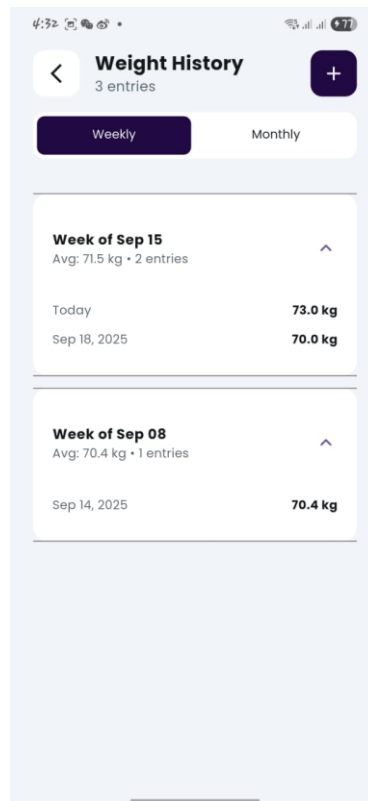 4:32
77
Weight History
3 entries
+
Weekly Monthly
Week of Sep 15
Avg: 71.5 kg • 2 entries
Today 73.0 kg
Sep 18, 2025 70.0 kg
Week of Sep 08
Avg: 70.4 kg • 1 entries
Sep 14, 2025 70.4 kg